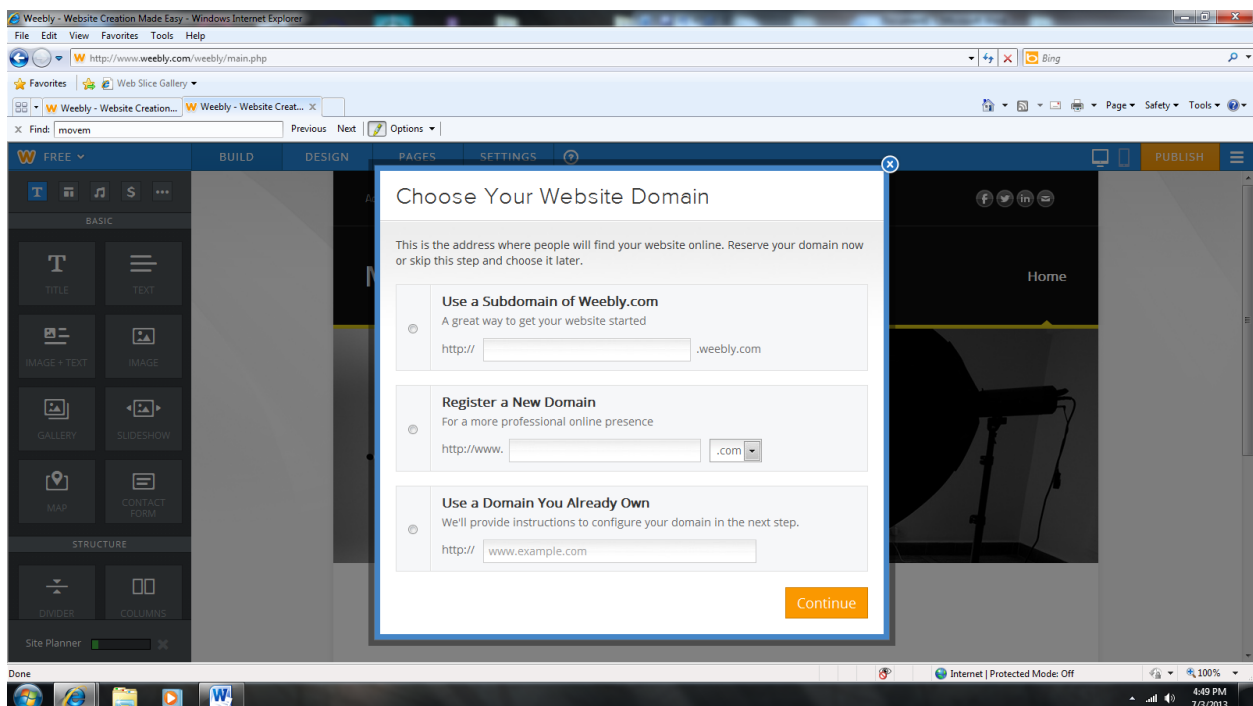 Weebly - Website Creation Made Easy - Windows Internet Explorer
File Edit View Favorites Tools Help
http://www.weebly.com/weebly/main.php
Bing
Favorites Web Slice Gallery
Weebly - Website Creation... Weebly - Website Creat... X
Page Safety Tools
X Find: movem Previous Next Options
W FREE BUILD DESIGN PAGES SETTINGS ? PUBLISH
Choose Your Website Domain
BASIC
This is the address where people will find your website online. Reserve your domain now
or skip this step and choose it later.
TITLE TEXT
Home
Use a Subdomain of Weebly.com
A great way to get your website started
http:// .weebly.com
IMAGE + TEXT IMAGE
Register a New Domain
For a more professional online presence
http://www. .com
GALLERY SLIDESHOW
MAP CONTACT FORM
Use a Domain You Already Own
We'll provide instructions to configure your domain in the next step.
http:// www.example.com
STRUCTURE
DIVIDER COLUMNS
Continue
Site Planner
Done Internet | Protected Mode: Off 100%
4:49 PM
7/3/2013